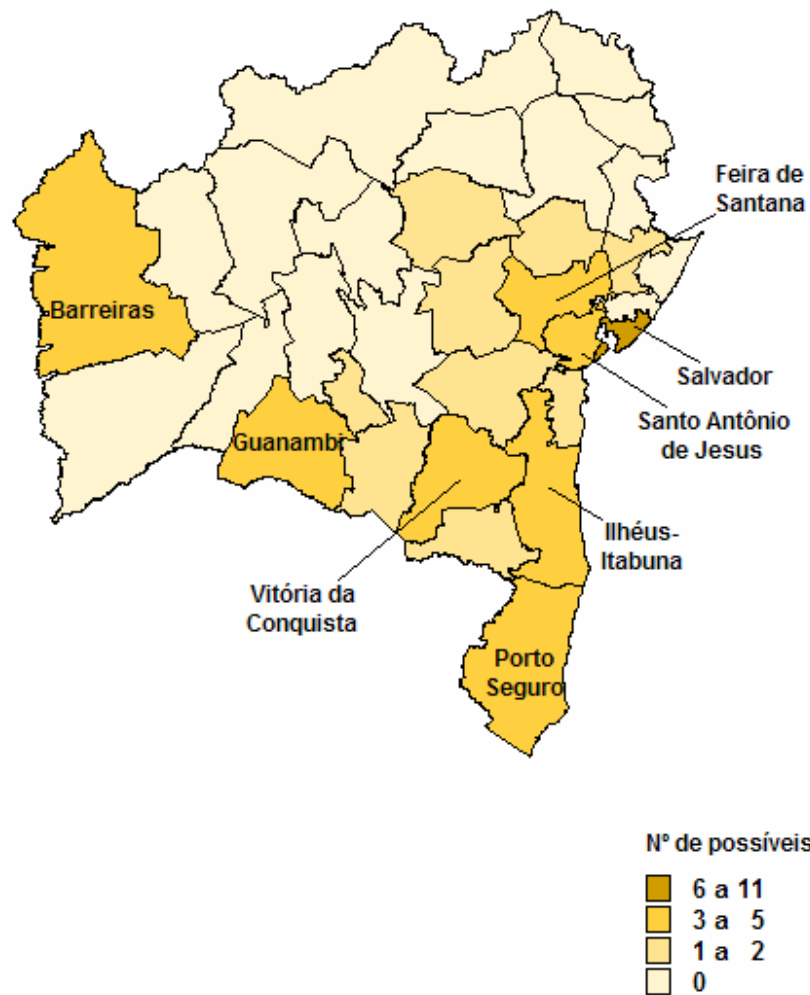 Feira de
Santana
Barreiras
Salvador
Santo Antônio
de Jesus
Guanambi
Ilhéus-
Itabuna
Vitória da
Conquista
Porto
Seguro
Nº de possíveis
6 a 11
3 a 5
1 a 2
0